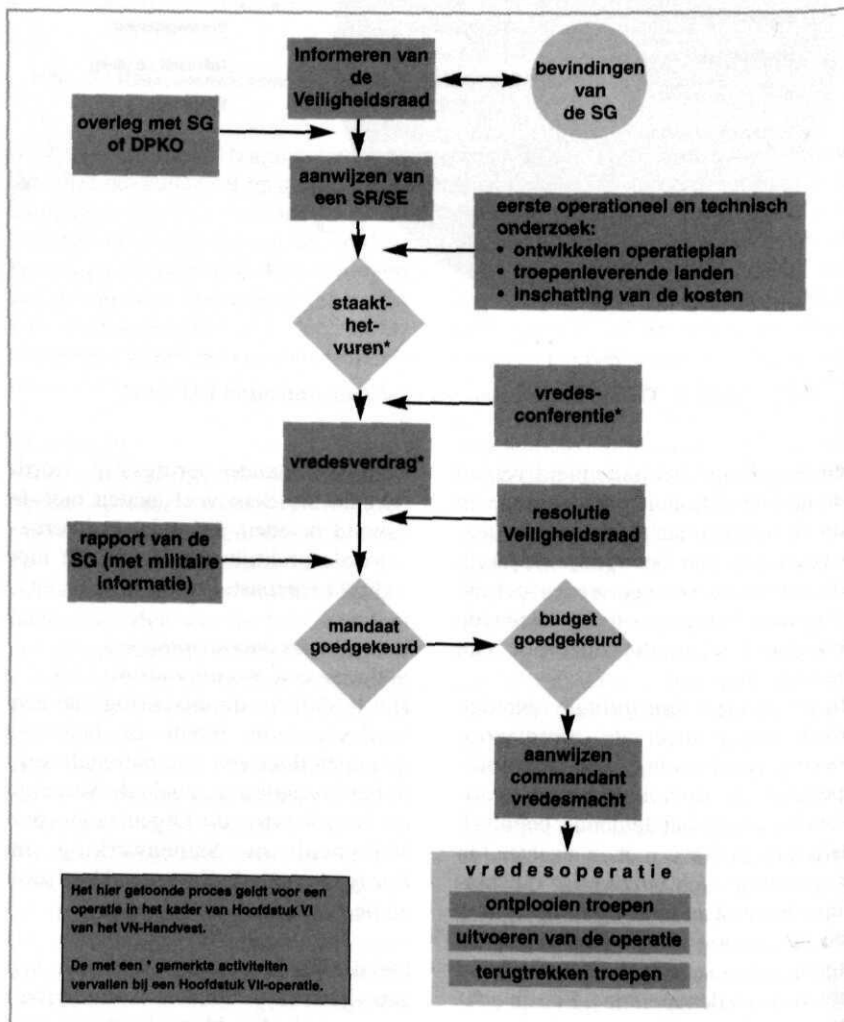 Informeren van
de
Veiligheidsraad
bevindingen
van
de SG
overleg met SG
of DPKO
aanwijzen van
een SR/SE
eerste operationeel en technisch
onderzoek:
• ontwikkelen operatieplan
• troepenleverende landen
• inschatting van de kosten
staakt-
het-
vuren*
vredes-
conferentie*
vredesverdrag*
resolutie
Veiligheidsraad
rapport van de
SG (met militaire
informatie)
mandaat
goedgekeurd
budget
goedgekeurd
aanwijzen
commandant
vredesmacht
vredesoperatie
ontplooien troepen
uitvoeren van de operatie
terugtrekken troepen
Het hier getoonde proces geldt voor een
operatie in het kader van Hoofdstuk VI
van het VN-Handvest.
De met een * gemerkte activiteiten
vervallen bij een Hoofdstuk VII-operatie.